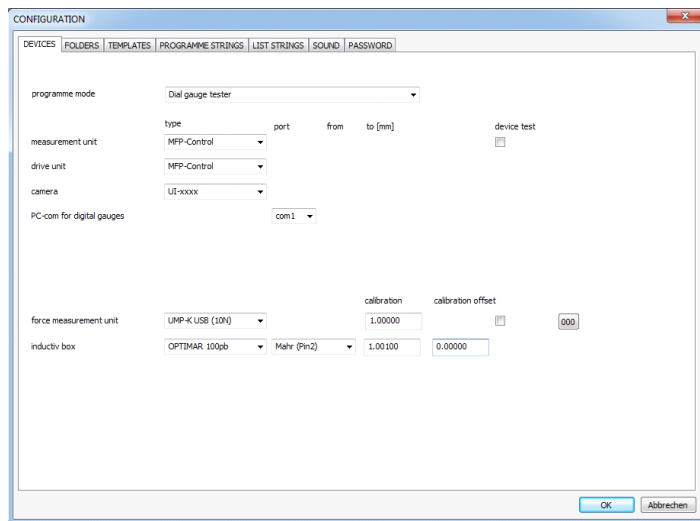 CONFIGURATION
DEVICES FOLDERS TEMPLATES PROGRAMME STRINGS LIST STRINGS SOUND PASSWORD
programme mode Dial gauge tester
type port from to [mm] device test
measurement unit MFP-Control
drive unit MFP-Control
camera UI-xxxx
PC-com for digital gauges com1
calibration calibration offset
force measurement unit UMP-K USB (10N) 1.00000 000
inductiv box OPTIMAR 100pb Mahr (Pin2) 1.00100 0.00000
OK Abbrechen